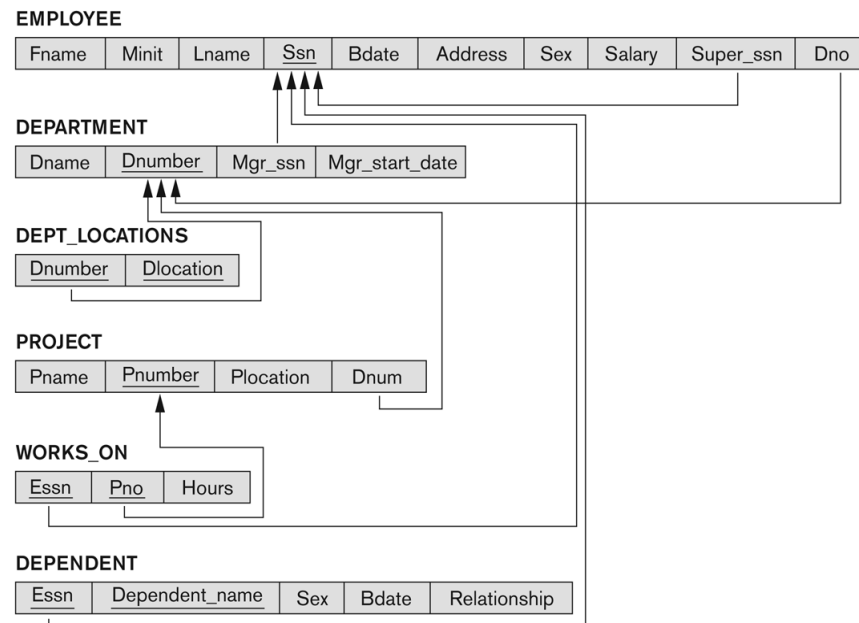 EMPLOYEE
Fname Minit Lname Ssn Bdate Address Sex Salary Super_ssn Dno
DEPARTMENT
Dname Dnumber Mgr_ssn Mgr_start_date
DEPT_LOCATIONS
Dnumber Dlocation
PROJECT
Pname Pnumber Plocation Dnum
WORKS_ON
Essn Pno Hours
DEPENDENT
Essn Dependent_name Sex Bdate Relationship